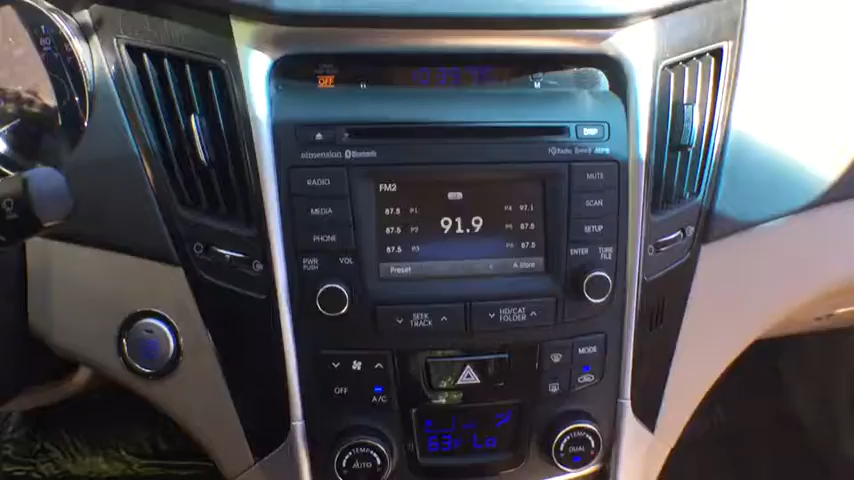 OFF
DISP
dimension Bluetooth
RADIO
MEDIA
PHONE
PWR PUSH VOL
MUTE
SCAN
SETUP
ENTER TUNE FILE
FM2
87.5 P1
87.5 P2
87.5 P3
91.9
P4 97.1
P5 87.5
P6 87.5
Preset
A.Store
SEEK TRACK
HD/CAT FOLDER
OFF
A/C
MODE
63°F Lo
AUTO
DUAL